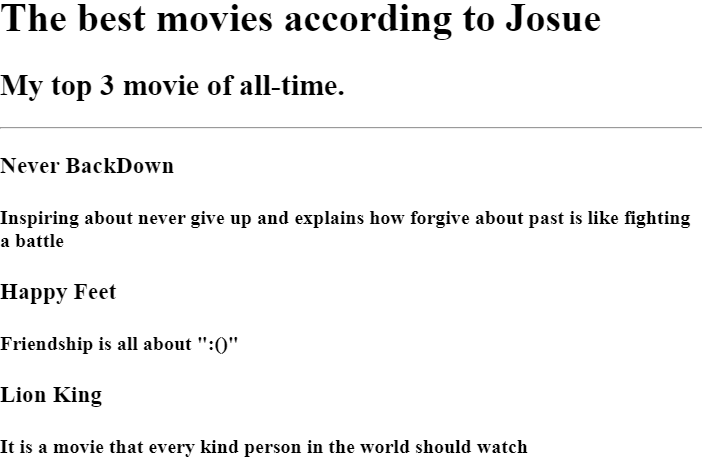 The best movies according to Josue
My top 3 movie of all-time.
Never BackDown
Inspiring about never give up and explains how forgive about past is like fighting
a battle
Happy Feet
Friendship is all about ":()"
Lion King
It is a movie that every kind person in the world should watch